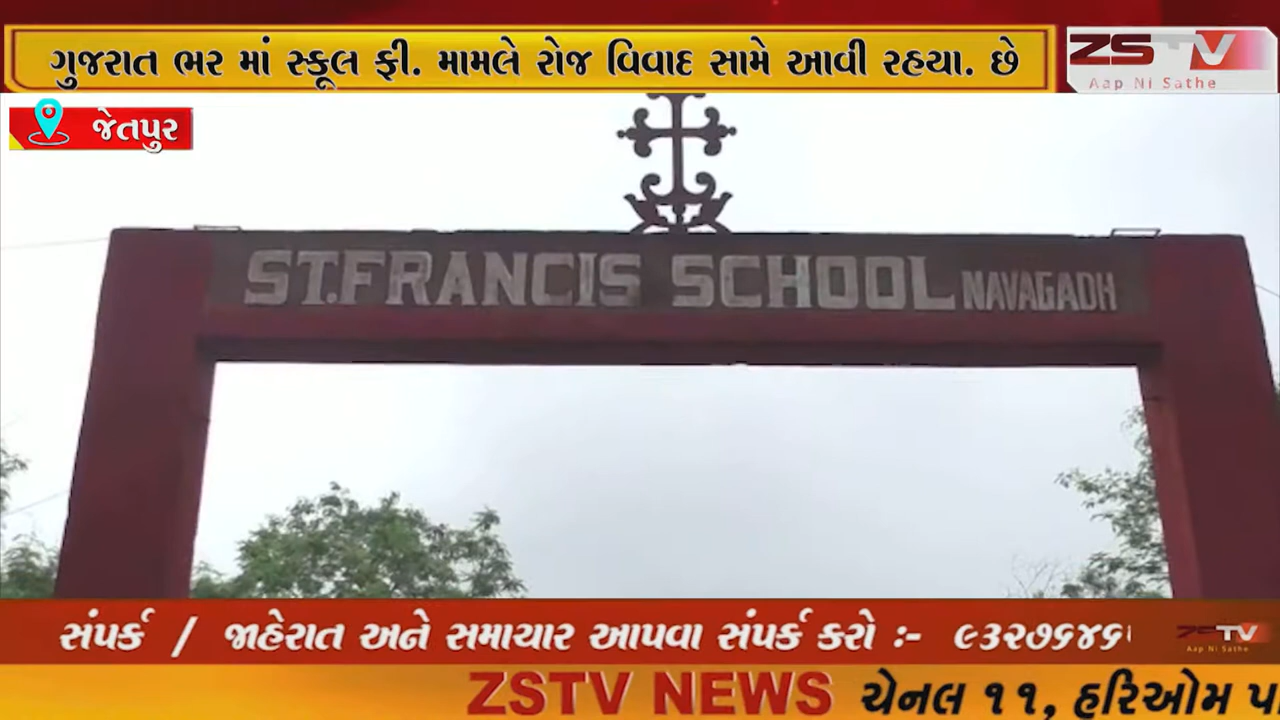 ગુજરાત ભર માં સ્કૂલ ફી. મામલે રોજ વિવાદ સામે આવી રહયા. છે
ZSTV
Aap Ni Sathe
જેતપુર
ST.FRANCIS SCHOOL NAVAGADH
સંપર્ક / જાહેરાત અને સમાચાર આપવા સંપર્ક કરો :- ૯૩૨૭૬૪૬
ZSTV
Aap Ni Sathe
ZSTV NEWS ચેનલ ૧૧, હરિઓમ